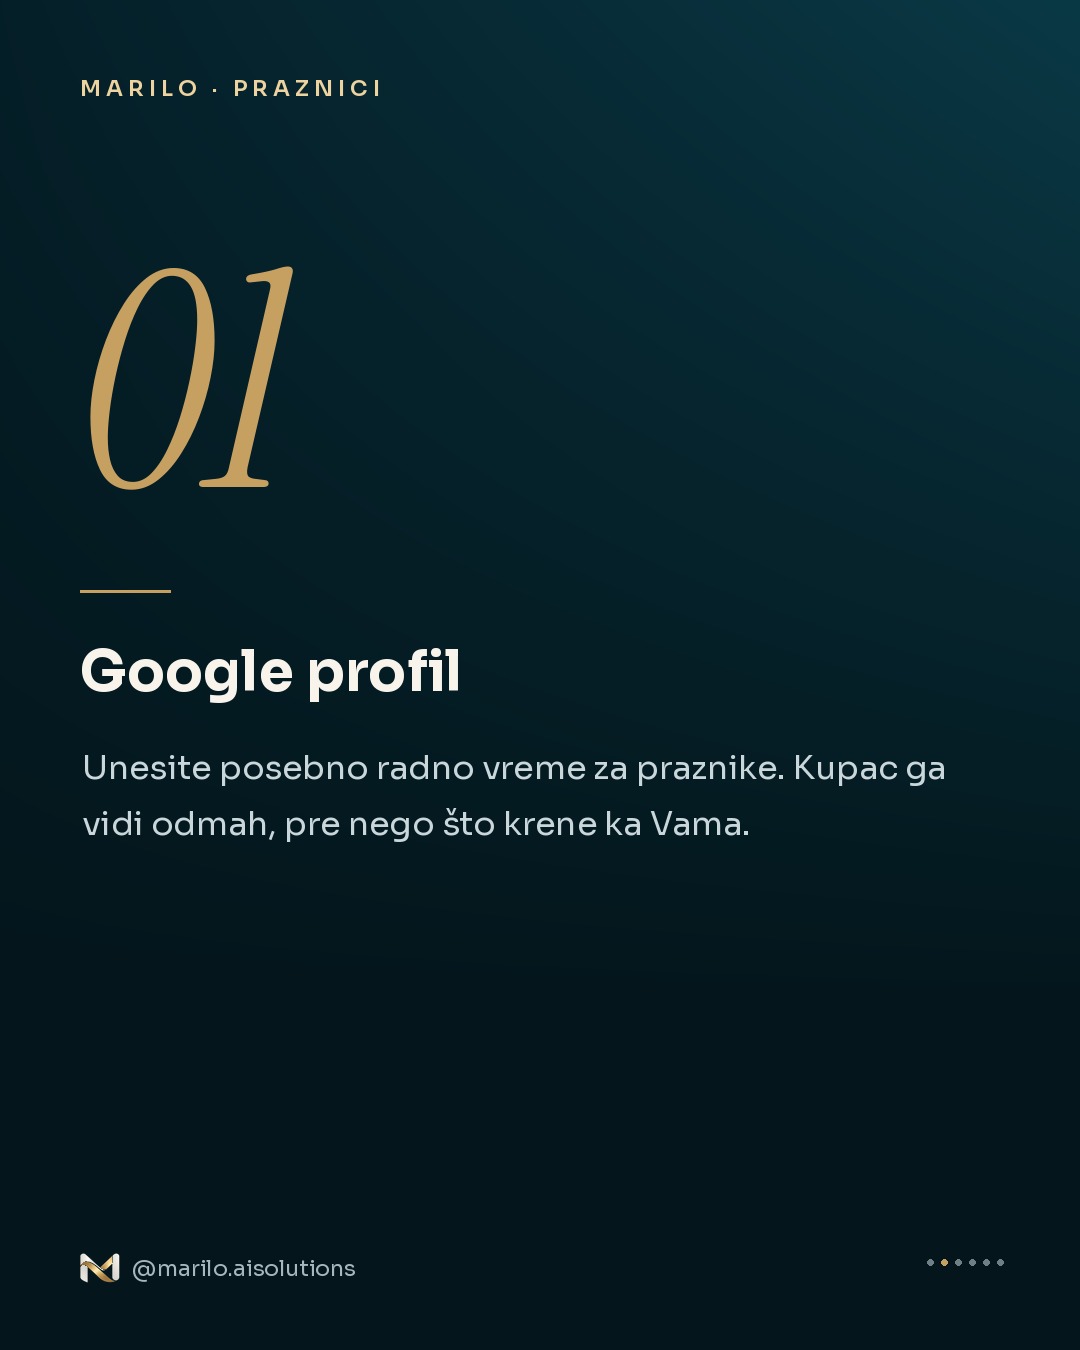 MARILO · PRAZNICI
01
Google profil
Unesite posebno radno vreme za praznike. Kupac ga
vidi odmah, pre nego što krene ka Vama.
@marilo.aisolutions